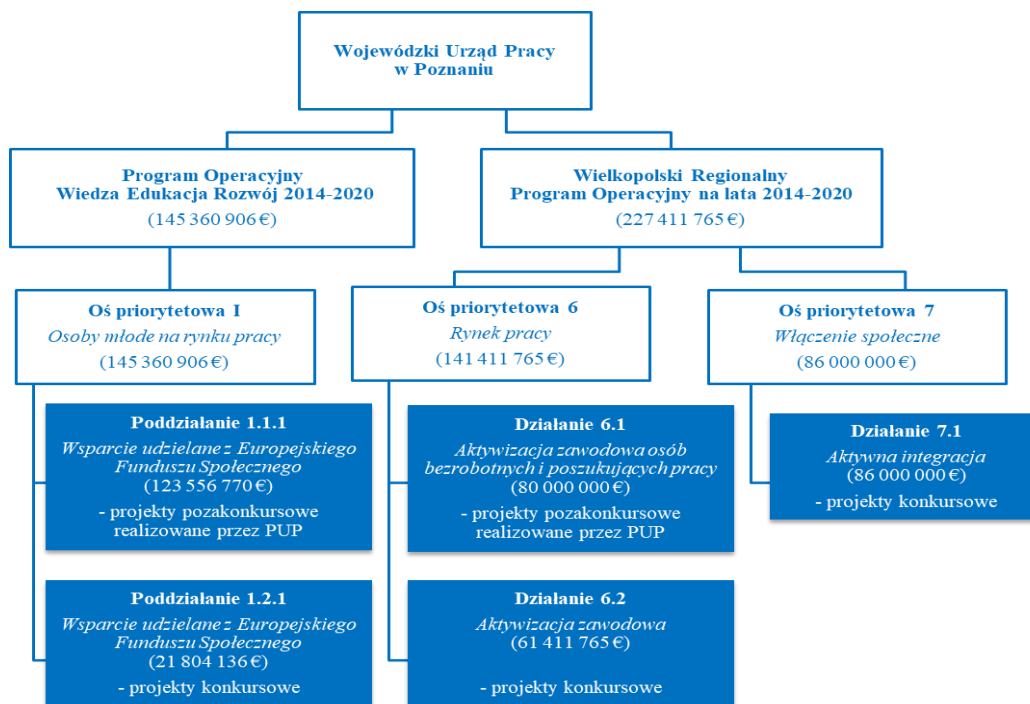 Wojewódzki Urząd Pracy
w Poznaniu
Program Operacyjny
Wiedza Edukacja Rozwój 2014-2020
(145 360 906 €)
Wielkopolski Regionalny
Program Operacyjny na lata 2014-2020
(227 411 765 €)
Oś priorytetowa I
Osoby młode na rynku pracy
(145 360 906 €)
Oś priorytetowa 6
Rynek pracy
(141 411 765 €)
Oś priorytetowa 7
Włączenie społeczne
(86 000 000 €)
Poddziałanie 1.1.1
Wsparcie udzielane z Europejskiego
Funduszu Społecznego
(123 556 770 €)
- projekty pozakonkursowe
realizowane przez PUP
Działanie 6.1
Aktywizacja zawodowa osób
bezrobotnych i poszukujących pracy
(80 000 000 €)
- projekty pozakonkursowe
realizowane przez PUP
Działanie 7.1
Aktywna integracja
(86 000 000 €)
- projekty konkursowe
Poddziałanie 1.2.1
Wsparcie udzielane z Europejskiego
Funduszu Społecznego
(21 804 136 €)
- projekty konkursowe
Działanie 6.2
Aktywizacja zawodowa
(61 411 765 €)
- projekty konkursowe